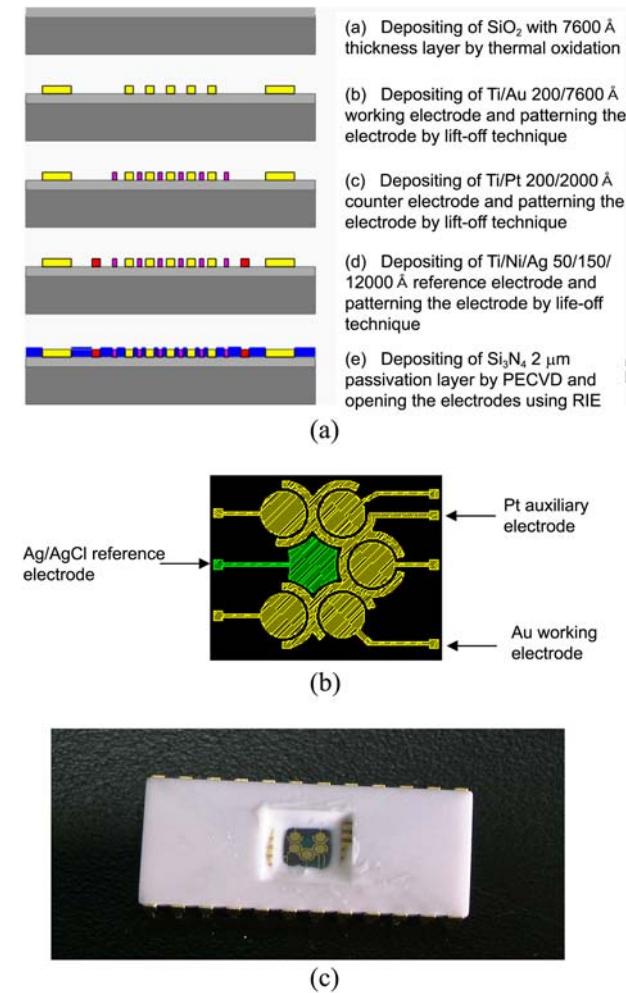 (a) Depositing of SiO₂ with 7600 Å
thickness layer by thermal oxidation
(b) Depositing of Ti/Au 200/7600 Å
working electrode and patterning the
electrode by lift-off technique
(c) Depositing of Ti/Pt 200/2000 Å
counter electrode and patterning the
electrode by lift-off technique
(d) Depositing of Ti/Ni/Ag 50/150/
12000 Å reference electrode and
patterning the electrode by life-off
technique
(e) Depositing of Si₃N₄ 2 μm
passivation layer by PECVD and
opening the electrodes using RIE
(a)
Pt auxiliary
electrode
Ag/AgCl reference
electrode
Au working
electrode
(b)
(c)